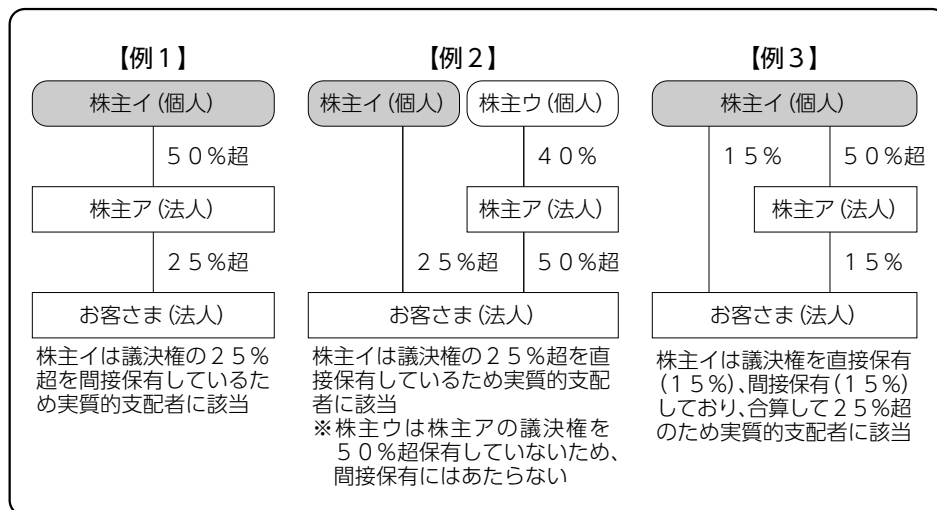 【例１】
株主イ（個人）
５０％超
株主ア（法人）
２５％超
お客さま（法人）
株主イは議決権の２５％
超を間接保有しているた
め実質的支配者に該当
【例２】
株主イ（個人）
株主ウ（個人）
４０％
株主ア（法人）
２５％超
５０％超
お客さま（法人）
株主イは議決権の２５％超を直
接保有しているため実質的支配
者に該当
※株主ウは株主アの議決権を
５０％超保有していないため、
間接保有にはあたらない
【例３】
株主イ（個人）
１５％
５０％超
株主ア（法人）
１５％
お客さま（法人）
株主イは議決権を直接保有
（１５％）、間接保有（１５％）
しており、合算して２５％超
のため実質的支配者に該当